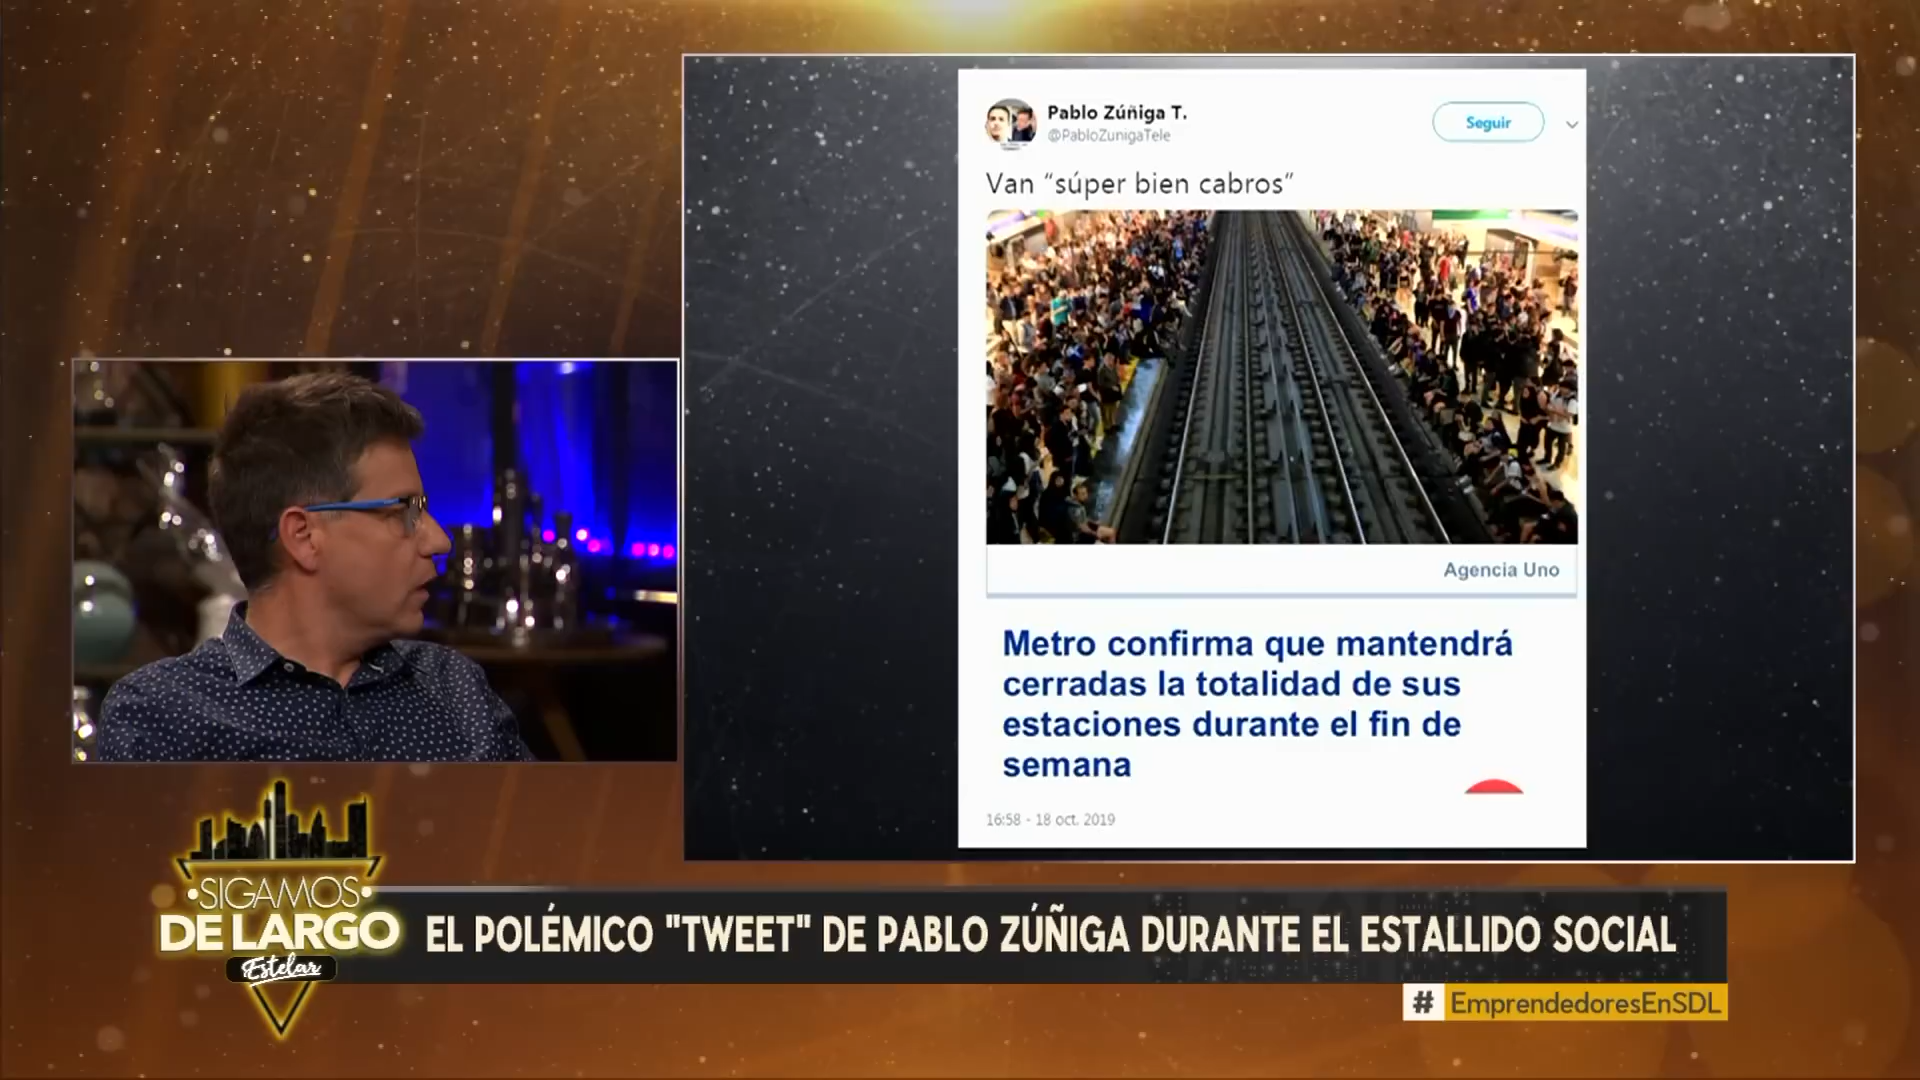 Pablo Zúñiga T.
@PabloZunigaTele
Seguir
Van “súper bien cabros”
Agencia Uno
Metro confirma que mantendrá
cerradas la totalidad de sus
estaciones durante el fin de
semana
16:58 - 18 oct. 2019
•SIGAMOS•
DE LARGO
Estelar
EL POLÉMICO "TWEET" DE PABLO ZÚÑIGA DURANTE EL ESTALLIDO SOCIAL
# EmprendedoresEnSDL